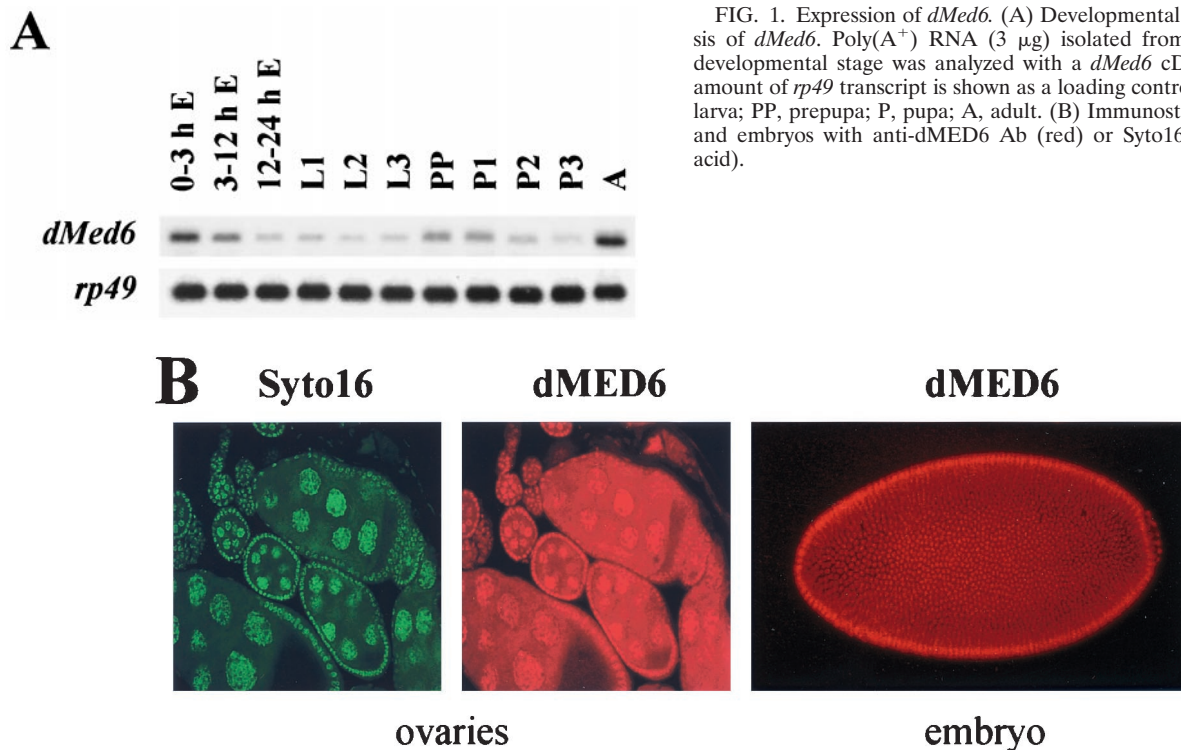 A
FIG. 1. Expression of dMed6. (A) Developmental
sis of dMed6. Poly(A+) RNA (3 μg) isolated from
developmental stage was analyzed with a dMed6 cD
amount of rp49 transcript is shown as a loading contro
larva; PP, prepupa; P, pupa; A, adult. (B) Immunost
and embryos with anti-dMED6 Ab (red) or Syto16
acid).
0-3 h E
3-12 h E
12-24 h E
L1
L2
L3
PP
P1
P2
P3
A
dMed6
rp49
B
Syto16 dMED6 dMED6
ovaries embryo